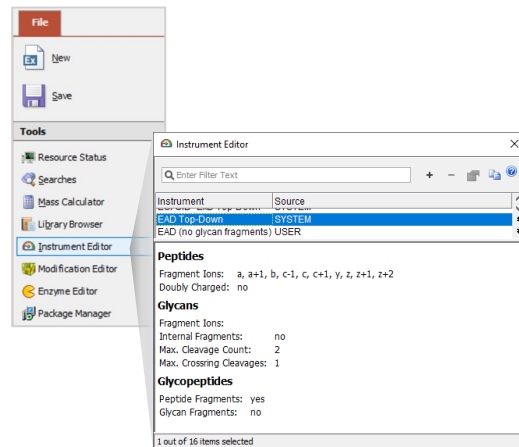 File
Ex
New
Save
Tools
Resource Status
Searches
Mass Calculator
Library Browser
Instrument Editor
Modification Editor
Enzyme Editor
Package Manager
Instrument Editor
Enter Filter Text
Instrument Source
EAD Top-Down SYSTEM
EAD (no glycan fragments) USER
Peptides
Fragment Ions: a, a+1, b, c-1, c, c+1, y, z, z+1, z+2
Doubly Charged: no
Glycans
Fragment Ions:
Internal Fragments: no
Max. Cleavage Count: 2
Max. Crossring Cleavages: 1
Glycopeptides
Peptide Fragments: yes
Glycan Fragments: no
1 out of 16 items selected